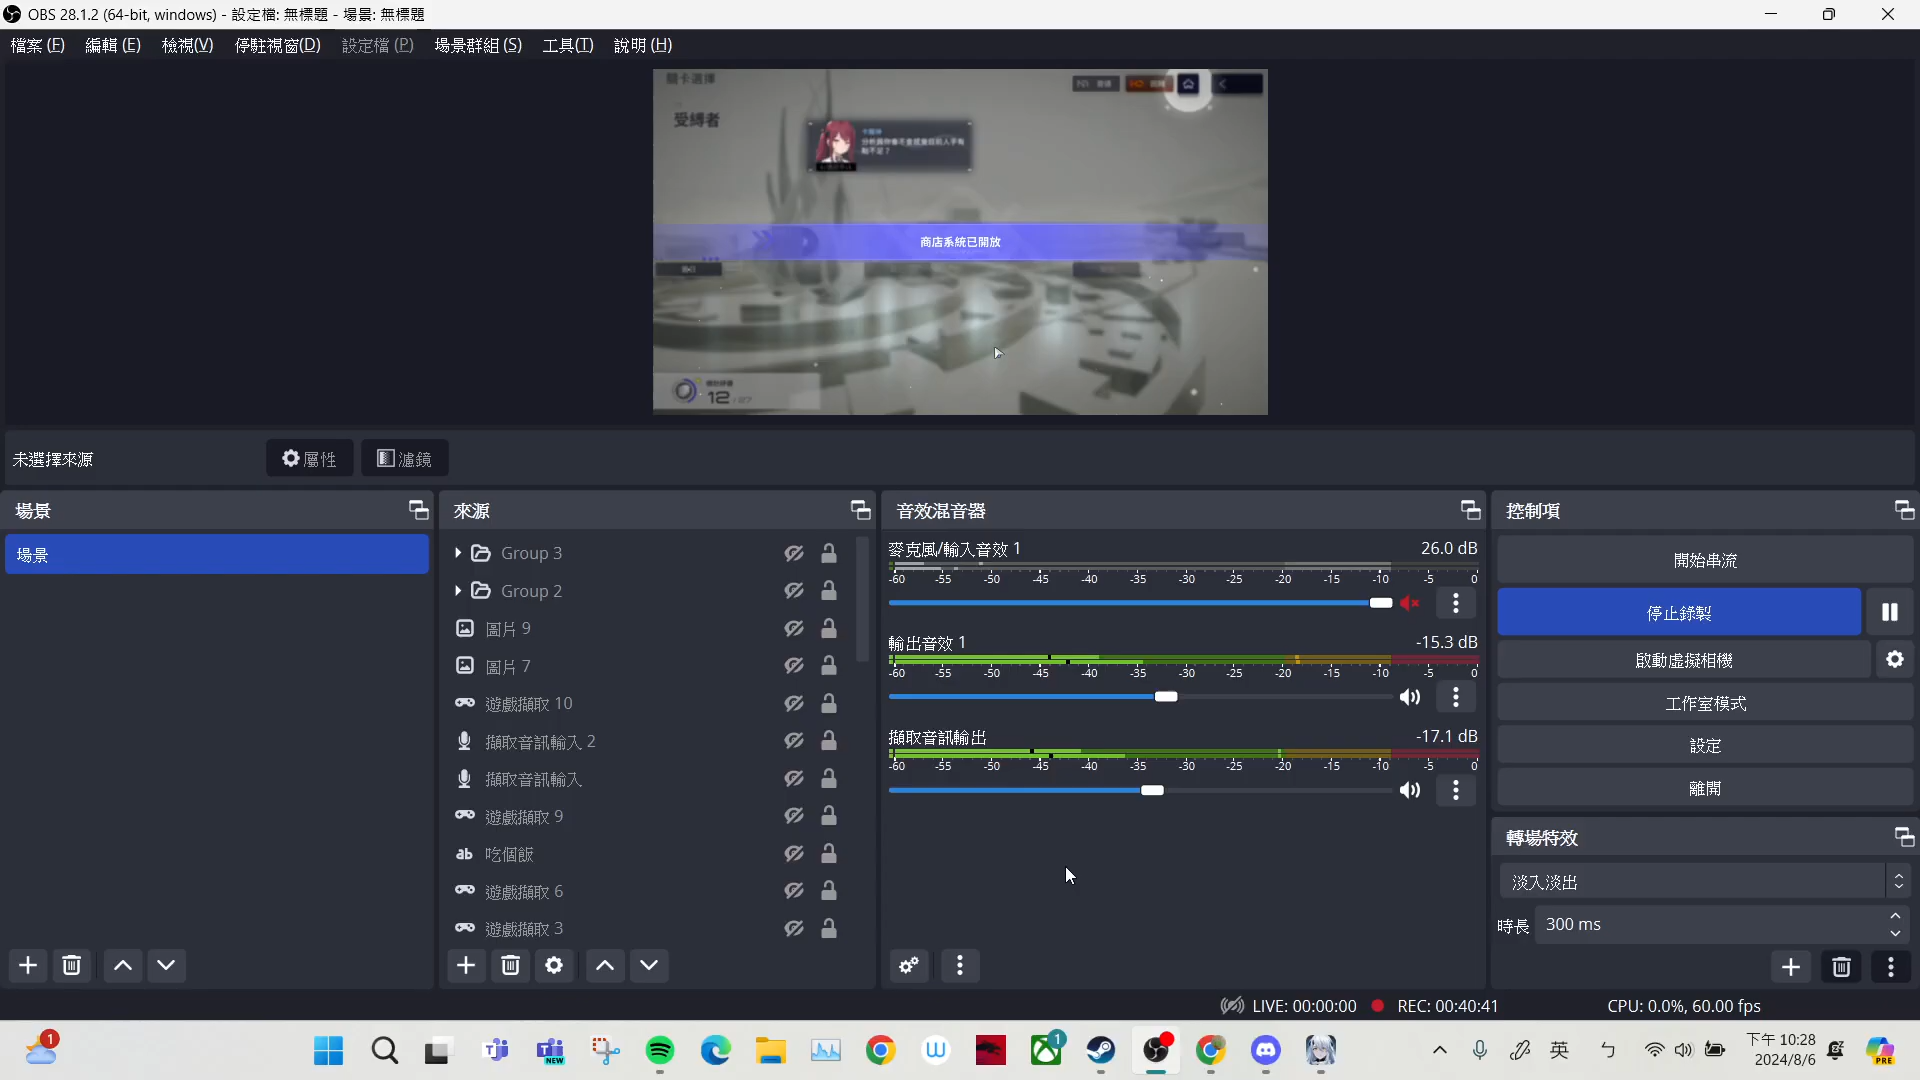 OBS 28.1.2 (64-bit, windows) - 設定檔: 無標題 - 場景: 無標題
檔案 (F) 編輯 (E) 檢視(V) 停駐視窗(D) 設定檔 (P) 場景群組 (S) 工具(T) 說明 (H)
關卡選擇
受縛者
商店系統已開放
12 /27
未選擇來源 屬性 濾鏡
場景
場景
來源
Group 3
Group 2
圖片 9
圖片 7
遊戲擷取 10
擷取音訊輸入 2
擷取音訊輸入
遊戲擷取 9
ab 吃個飯
遊戲擷取 6
遊戲擷取 3
音效混音器
麥克風/輸入音效 1 26.0 dB
-60 -55 -50 -45 -40 -35 -30 -25 -20 -15 -10 -5 0
輸出音效 1 -15.3 dB
-60 -55 -50 -45 -40 -35 -30 -25 -20 -15 -10 -5 0
擷取音訊輸出 -17.1 dB
-60 -55 -50 -45 -40 -35 -30 -25 -20 -15 -10 -5 0
控制項
開始串流
停止錄製
啟動虛擬相機
工作室模式
設定
離開
轉場特效
淡入淡出
時長 300 ms
LIVE: 00:00:00 REC: 00:40:41 CPU: 0.0%, 60.00 fps
1
NEW
1
英 ㄅ
下午 10:28
2024/8/6
PRE